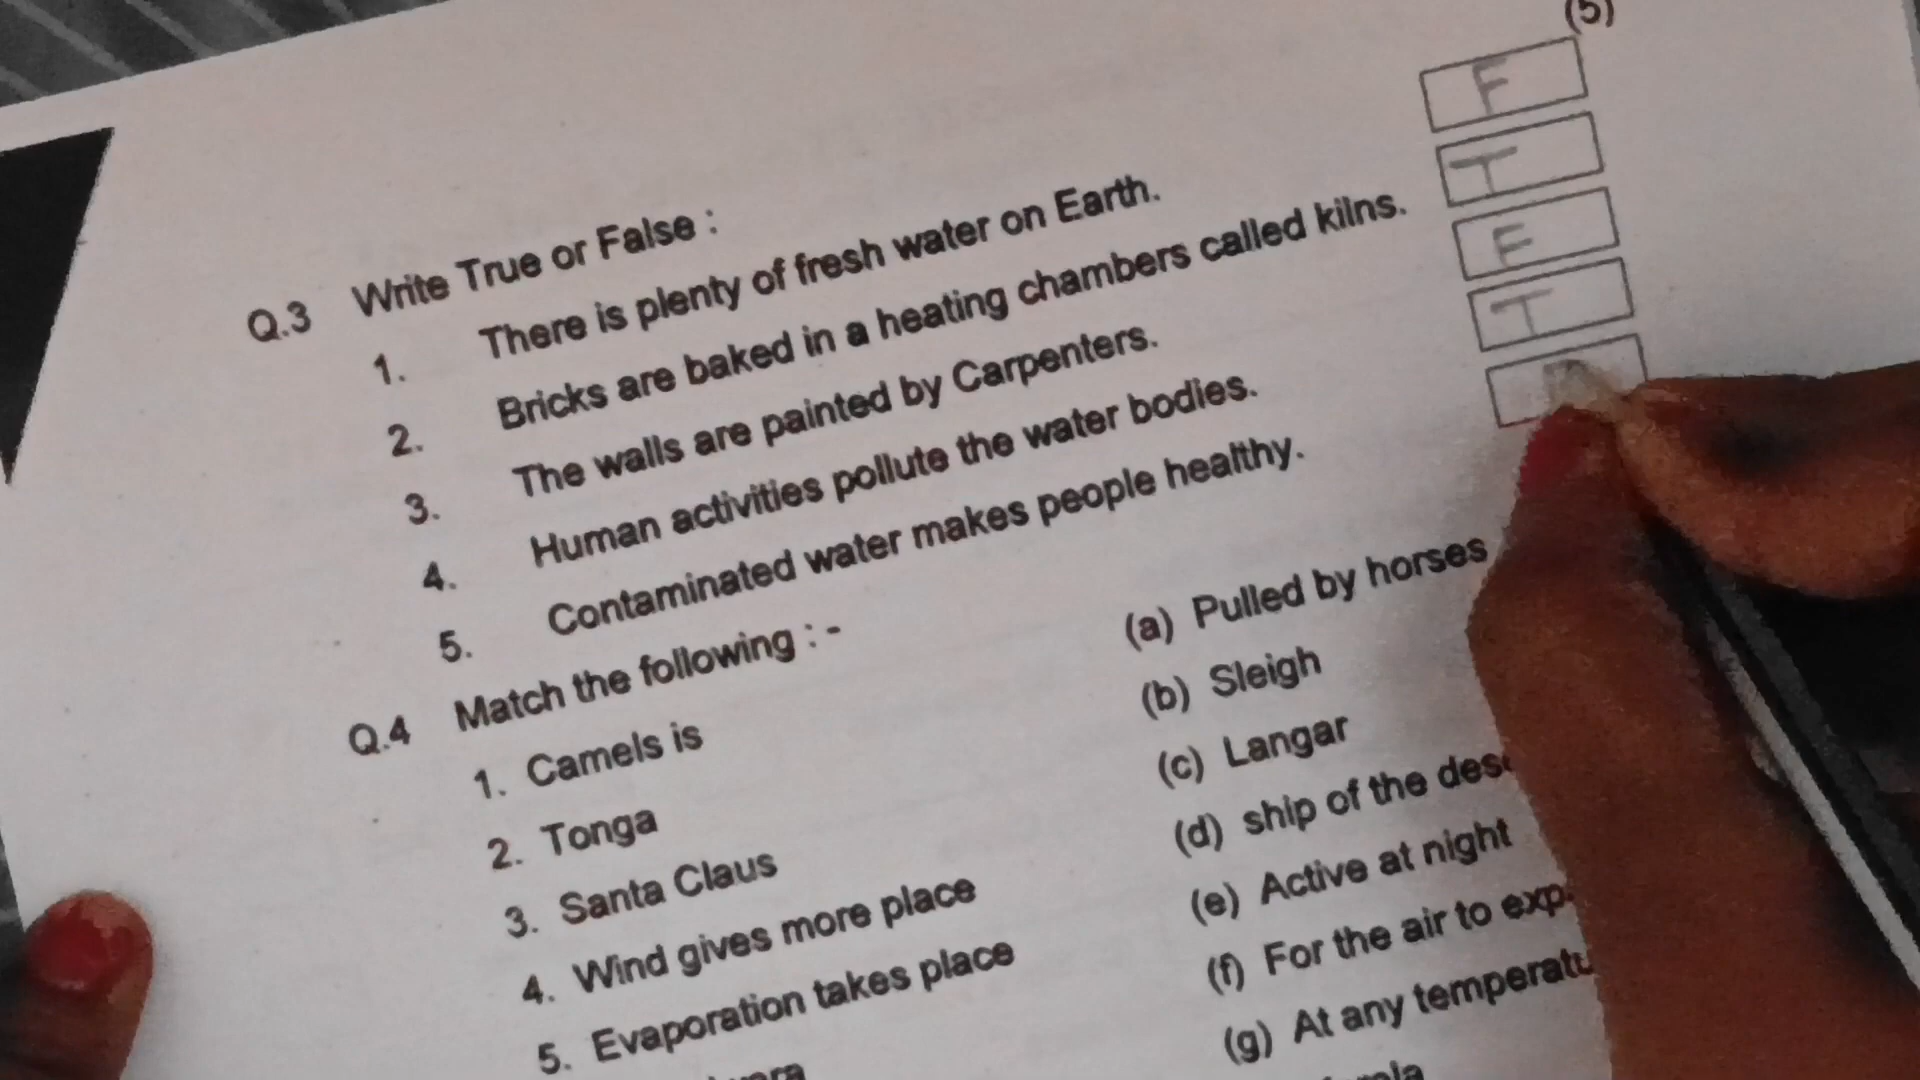 (5)
Q.3 Write True or False :
1. There is plenty of fresh water on Earth. F
2. Bricks are baked in a heating chambers called kilns. T
3. The walls are painted by Carpenters. F
4. Human activities pollute the water bodies. T
5. Contaminated water makes people healthy.
Q.4 Match the following : -
1. Camels is (a) Pulled by horses
2. Tonga (b) Sleigh
3. Santa Claus (c) Langar
4. Wind gives more place (d) ship of the
5. Evaporation takes place (e) Active at night
(f) For the air to
(g) At any